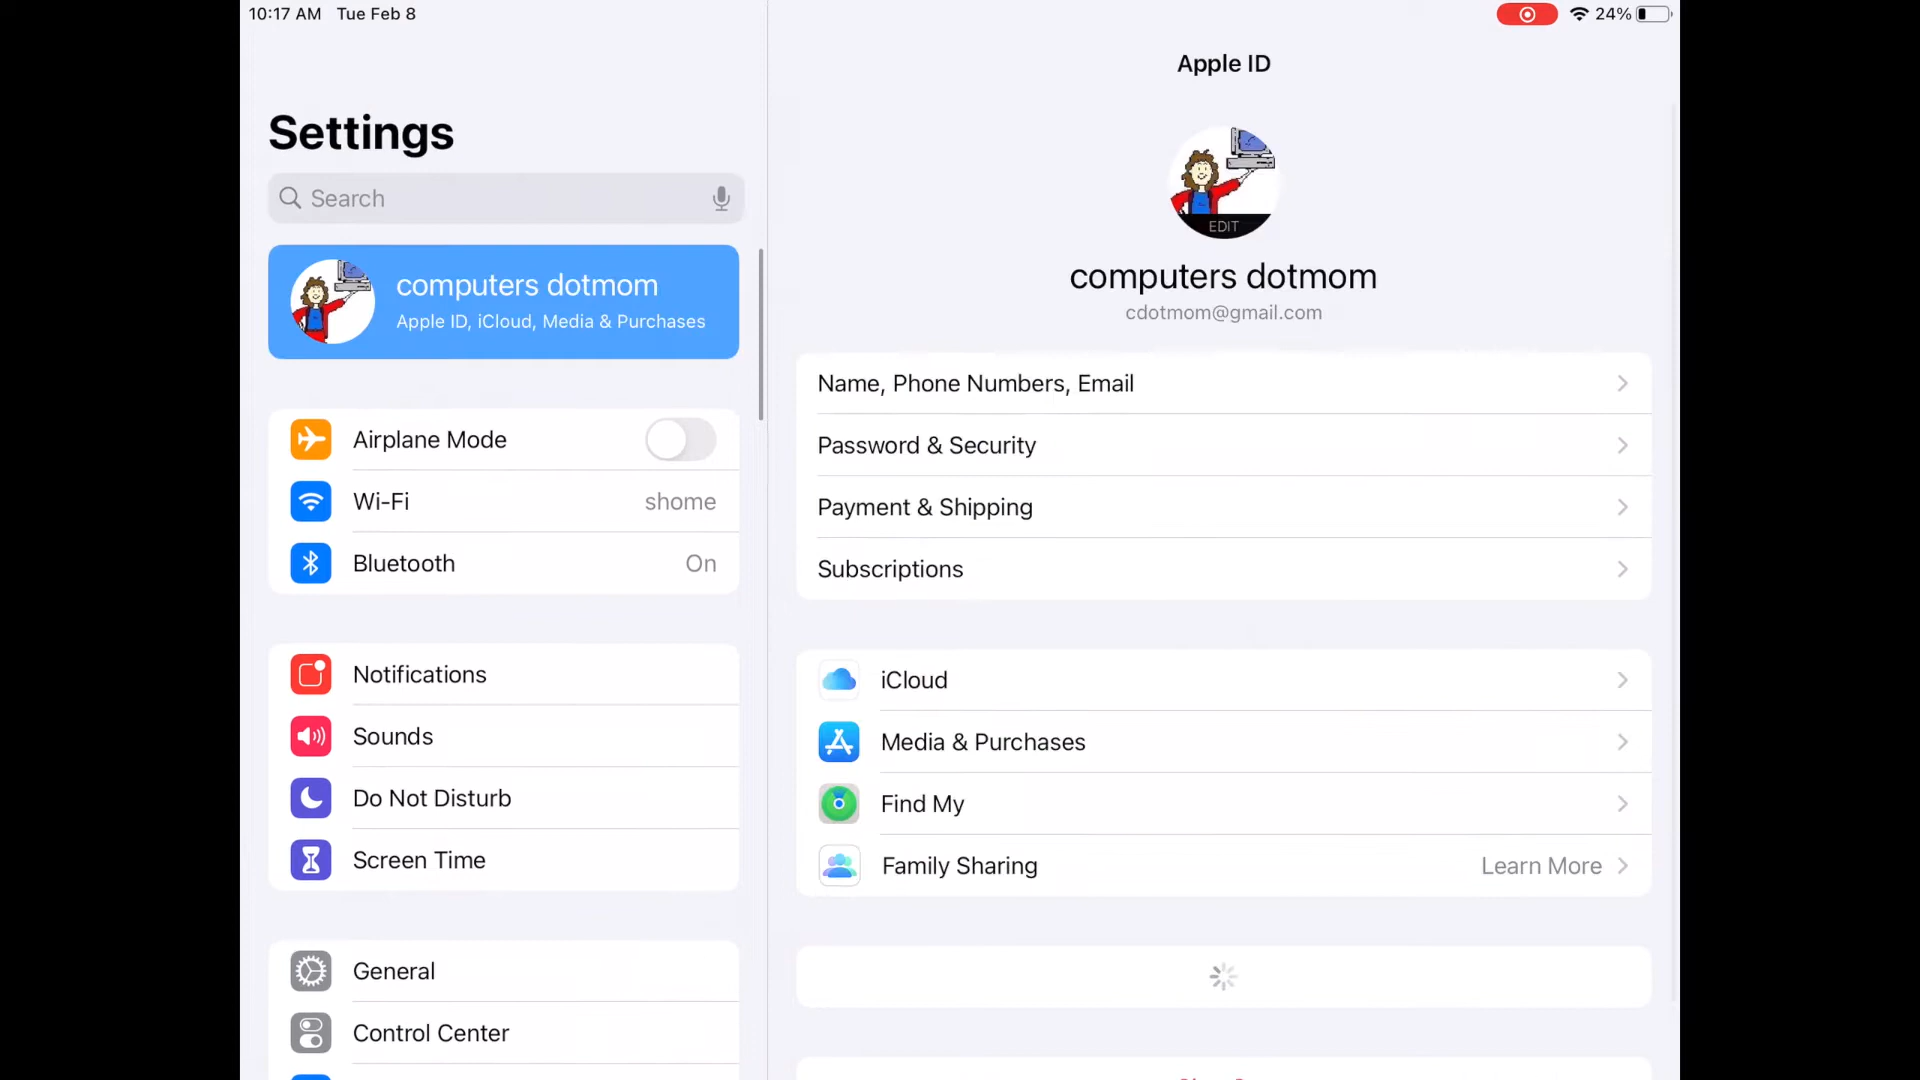 10:17 AM Tue Feb 8
24%
Settings
Search
computers dotmom
Apple ID, iCloud, Media & Purchases
Airplane Mode
Wi-Fi shome
Bluetooth On
Notifications
Sounds
Do Not Disturb
Screen Time
General
Control Center
Apple ID
EDIT
computers dotmom
cdotmom@gmail.com
Name, Phone Numbers, Email
Password & Security
Payment & Shipping
Subscriptions
iCloud
Media & Purchases
Find My
Family Sharing Learn More